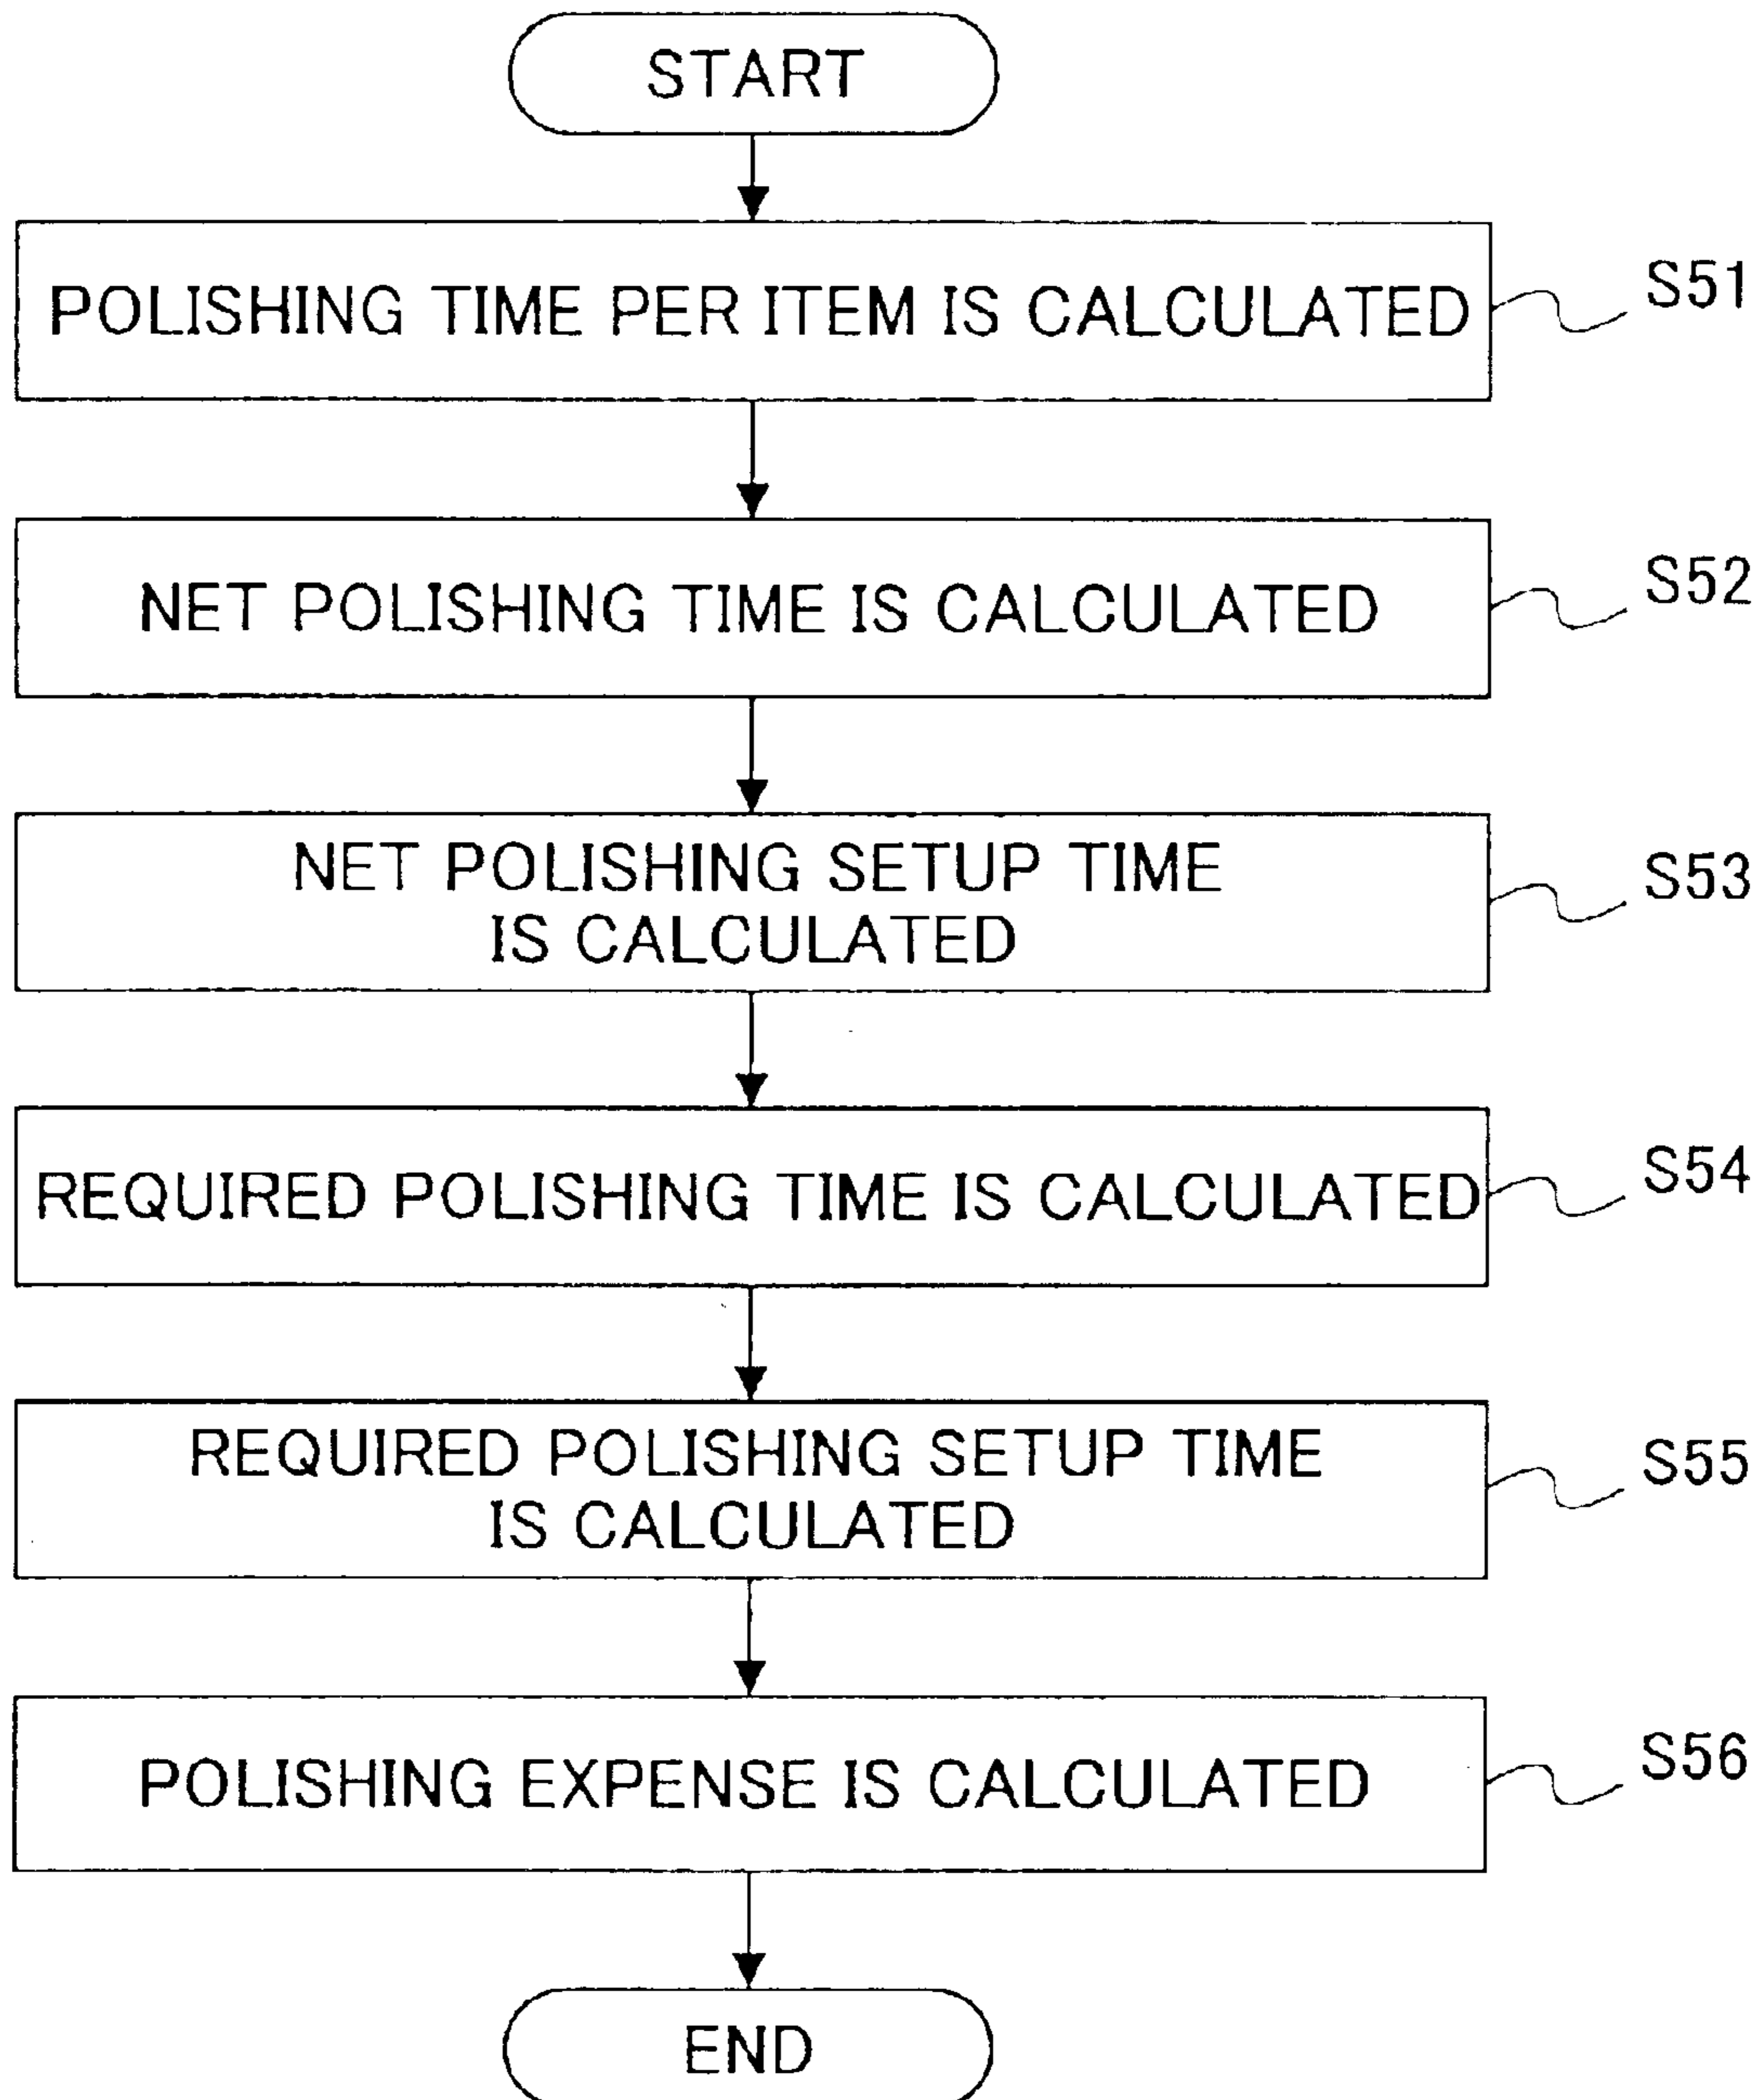 START
POLISHING TIME PER ITEM IS CALCULATED
S51
NET POLISHING TIME IS CALCULATED
S52
NET POLISHING SETUP TIME
IS CALCULATED
S53
REQUIRED POLISHING TIME IS CALCULATED
S54
REQUIRED POLISHING SETUP TIME
IS CALCULATED
S55
POLISHING EXPENSE IS CALCULATED
S56
END